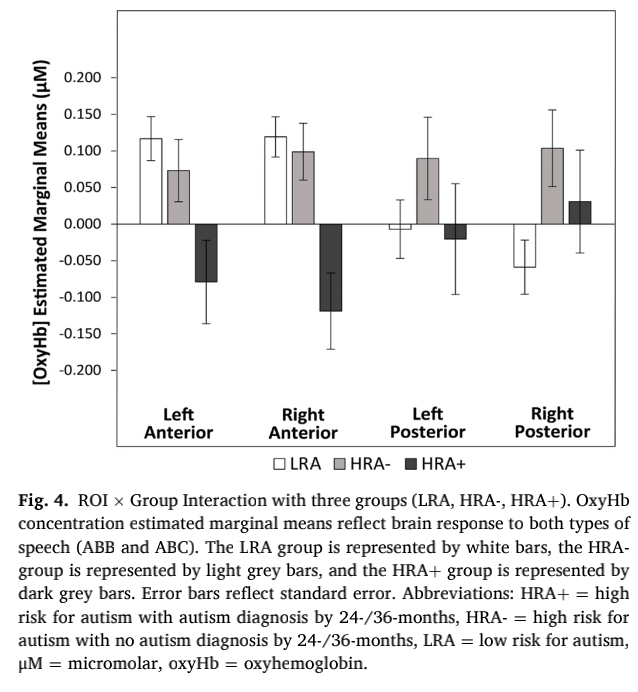 [OxyHb] Estimated Marginal Means (μM)
0.200
0.150
0.100
0.050
0.000
-0.050
-0.100
-0.150
-0.200
Left Anterior
Right Anterior
Left Posterior
Right Posterior
LRA HRA- HRA+
Fig. 4. ROI × Group Interaction with three groups (LRA, HRA-, HRA+). OxyHb
concentration estimated marginal means reflect brain response to both types of
speech (ABB and ABC). The LRA group is represented by white bars, the HRA-
group is represented by light grey bars, and the HRA+ group is represented by
dark grey bars. Error bars reflect standard error. Abbreviations: HRA+ = high
risk for autism with autism diagnosis by 24-/36-months, HRA- = high risk for
autism with no autism diagnosis by 24-/36-months, LRA = low risk for autism,
μM = micromolar, oxyHb = oxyhemoglobin.